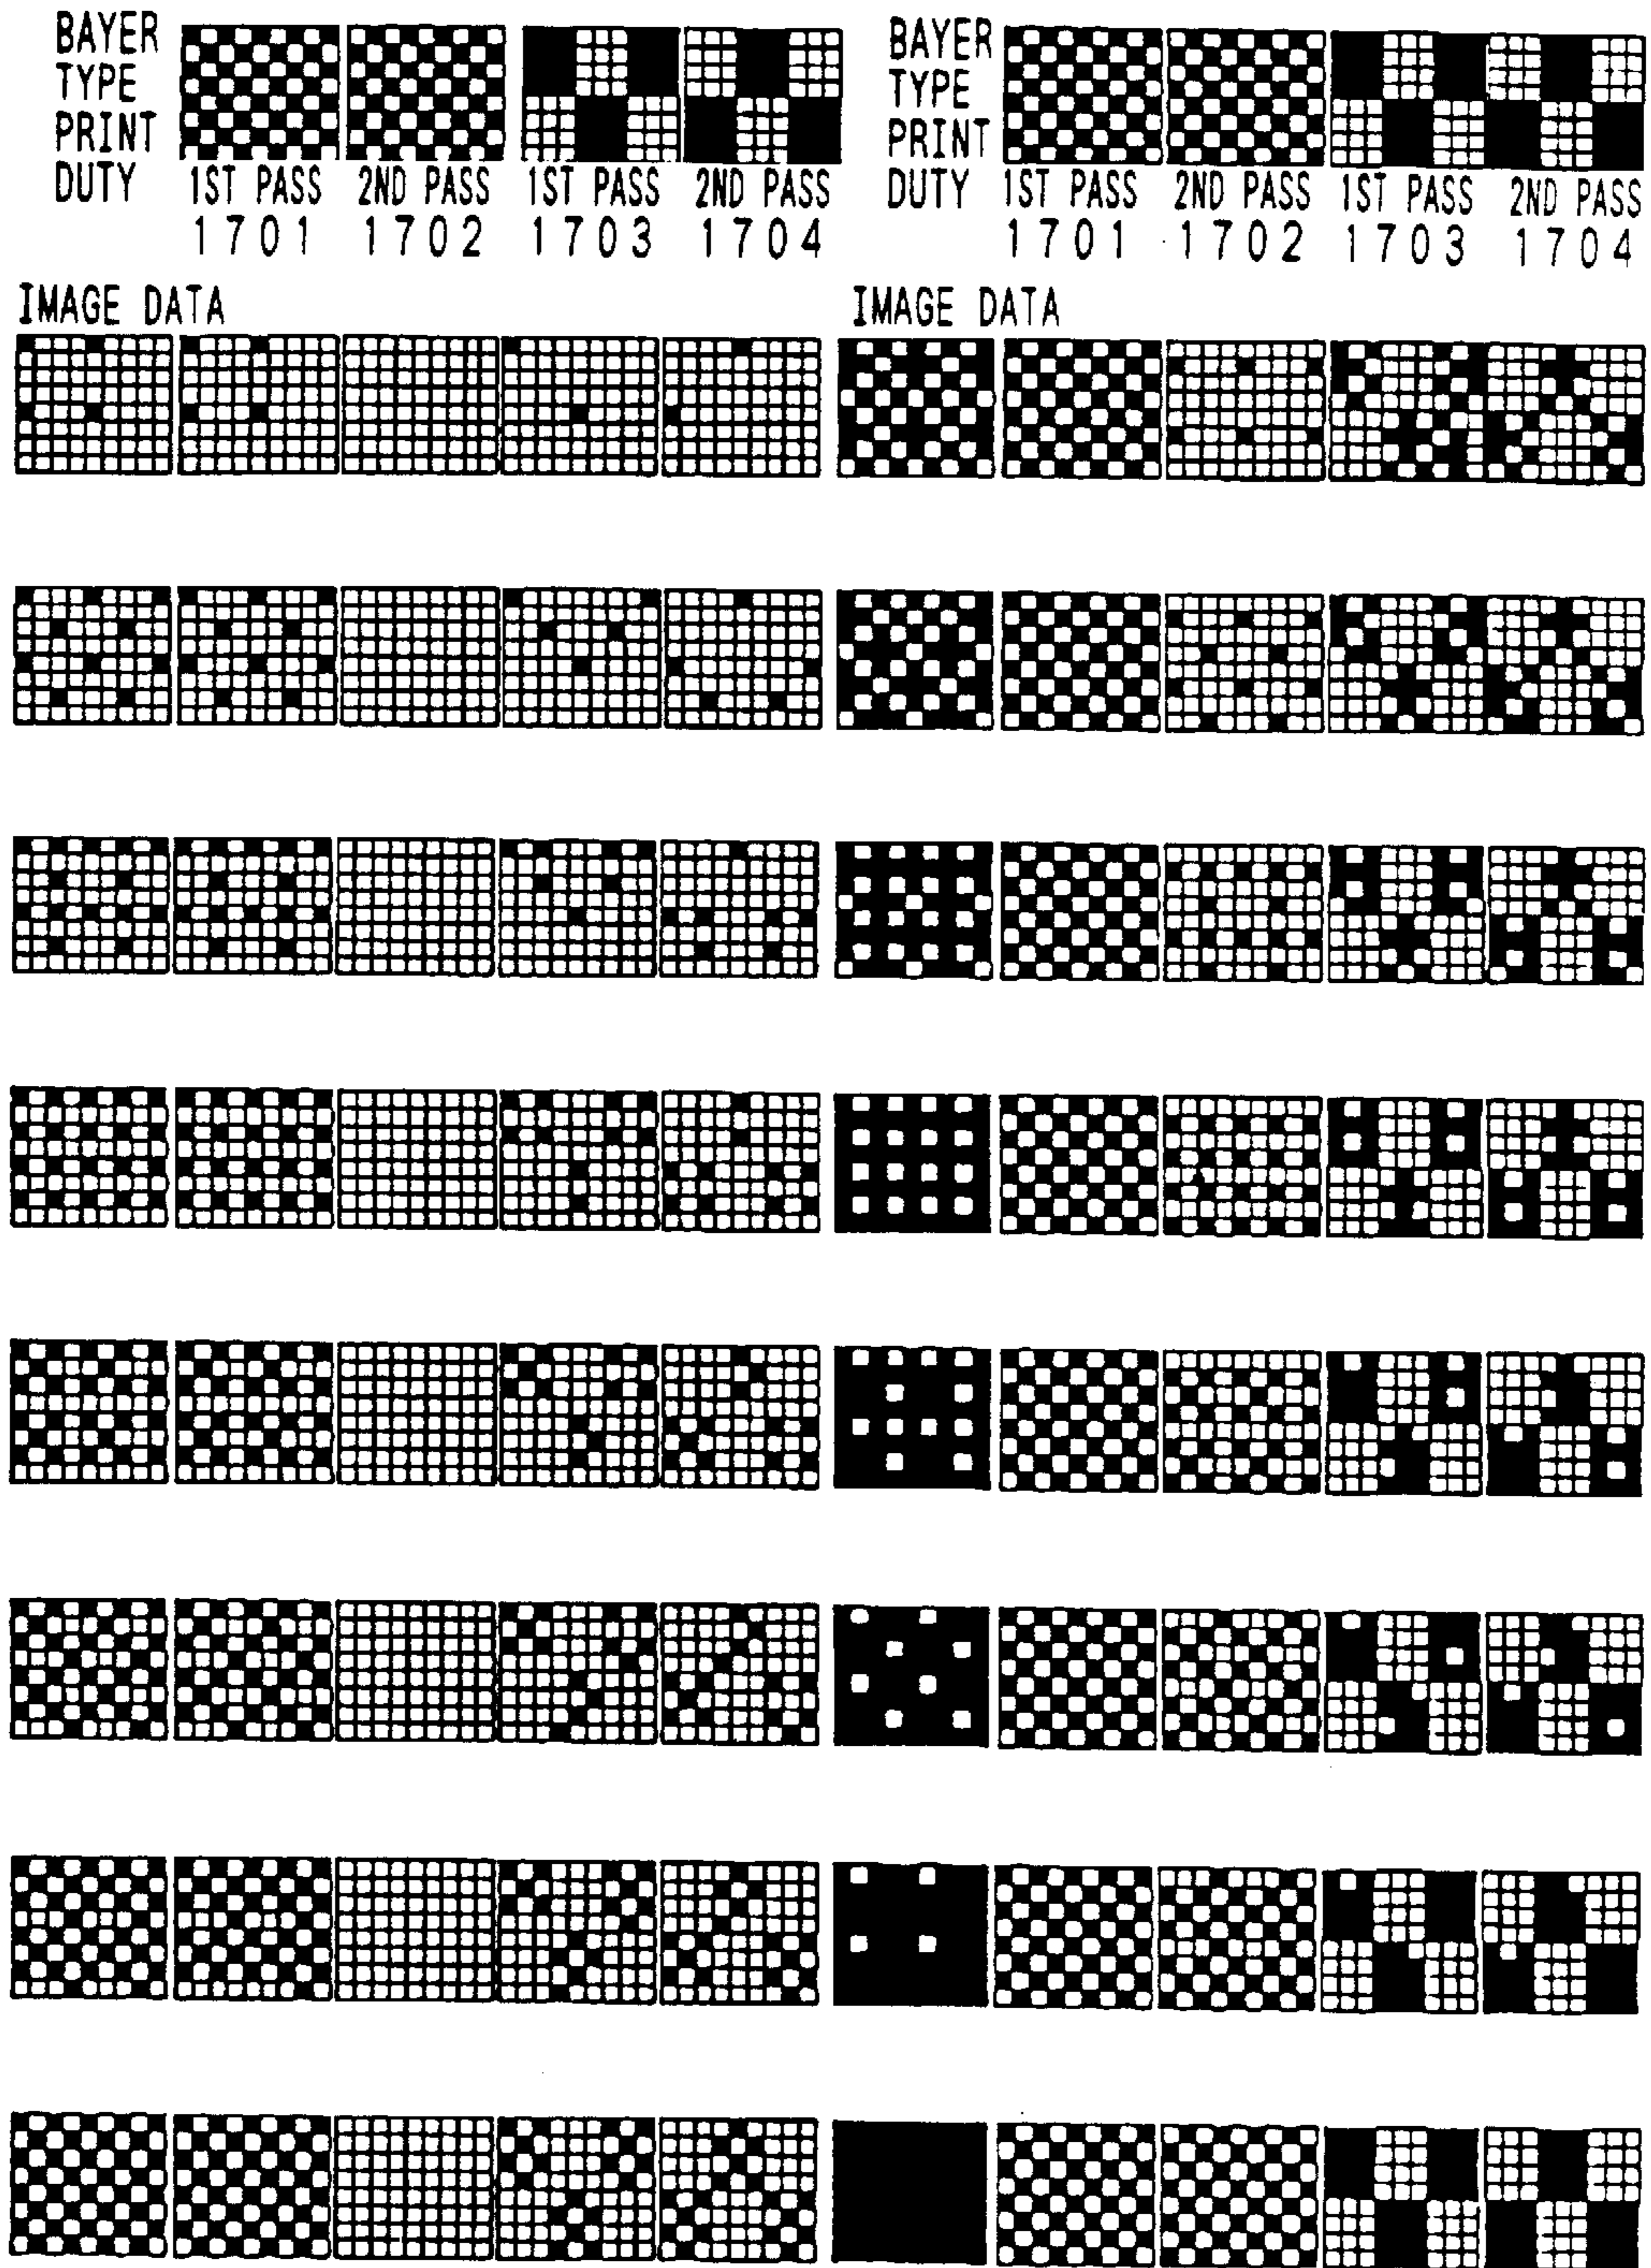 BAYER
TYPE
PRINT
DUTY
1ST PASS 2ND PASS 1ST PASS 2ND PASS
1701 1702 1703 1704
IMAGE DATA
BAYER
TYPE
PRINT
DUTY
1ST PASS 2ND PASS 1ST PASS 2ND PASS
1701 1702 1703 1704
IMAGE DATA